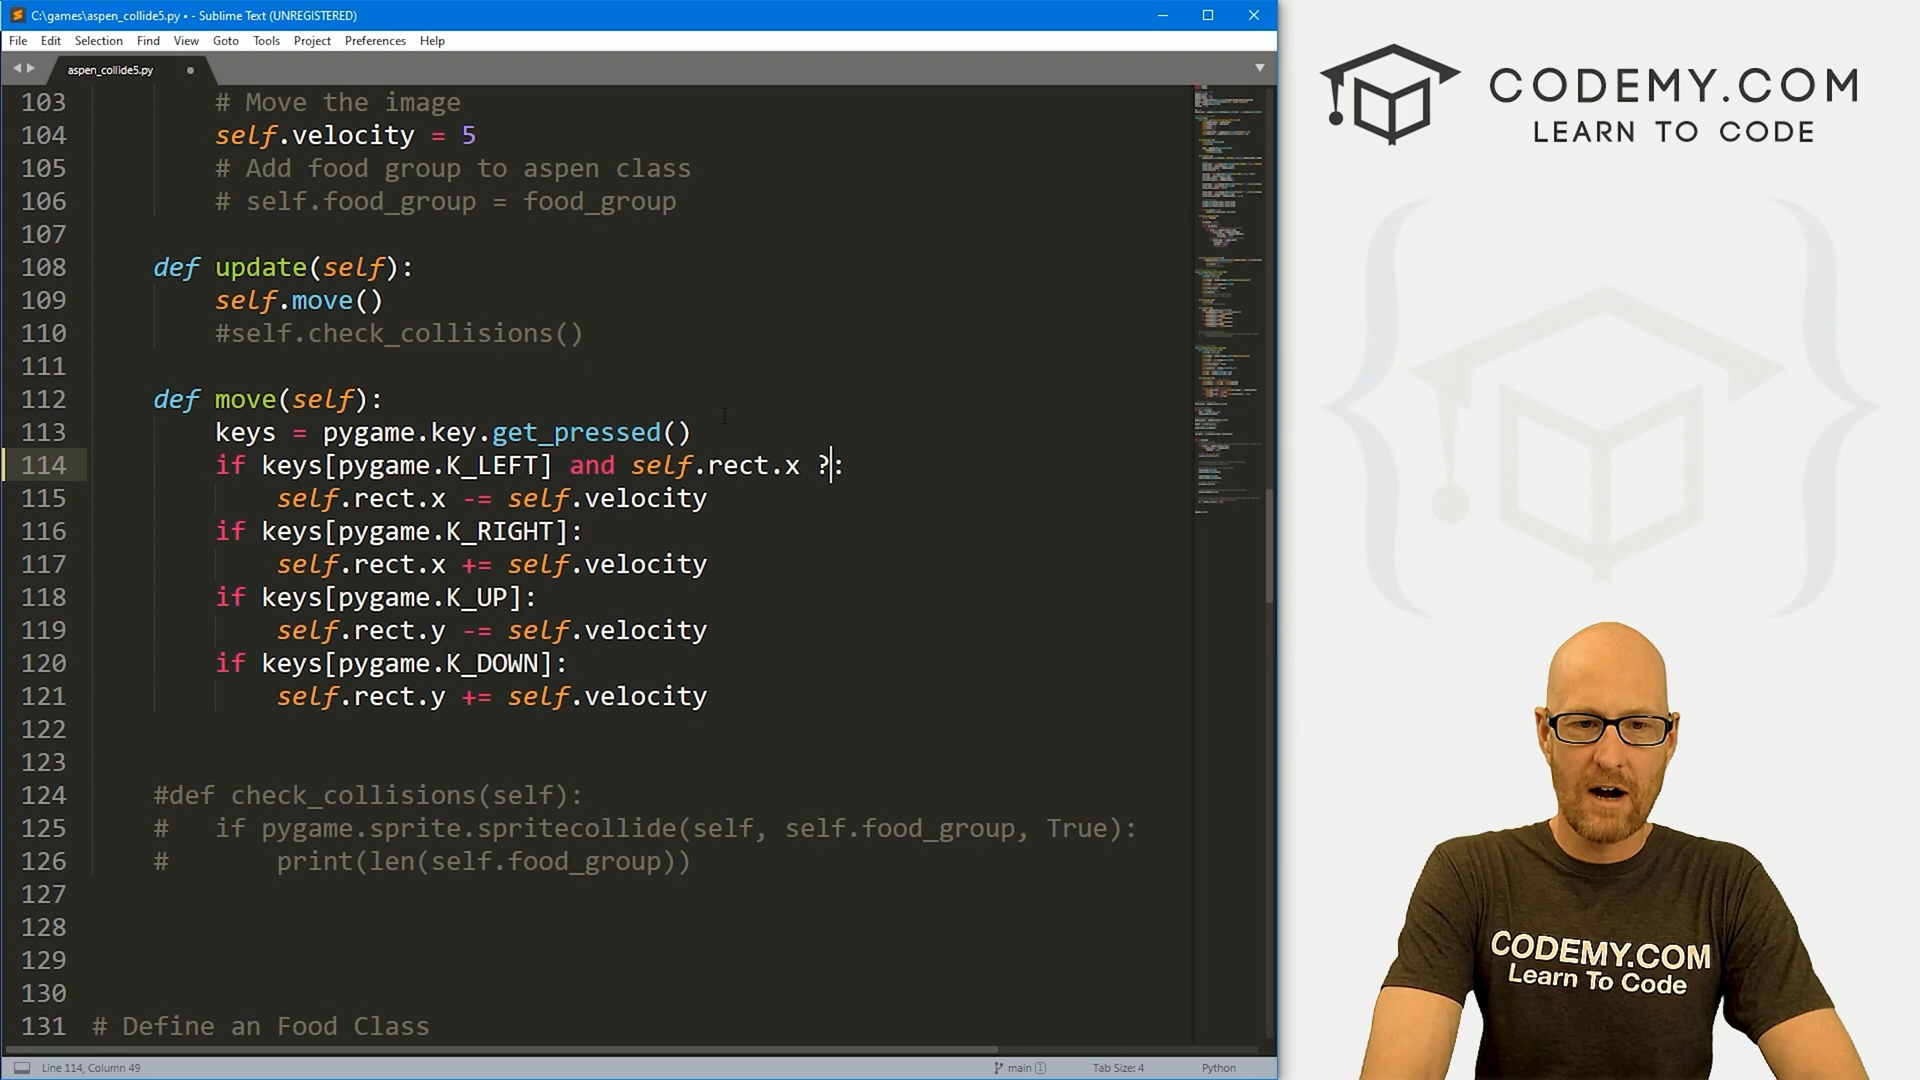 C:\games\aspen_collide5.py • - Sublime Text (UNREGISTERED)
File Edit Selection Find View Goto Tools Project Preferences Help
aspen_collide5.py
103 # Move the image
104 self.velocity = 5
105 # Add food group to aspen class
106 # self.food_group = food_group
107
108 def update(self):
109 self.move()
110 #self.check_collisions()
111
112 def move(self):
113 keys = pygame.key.get_pressed()
114 if keys[pygame.K_LEFT] and self.rect.x ?:
115 self.rect.x -= self.velocity
116 if keys[pygame.K_RIGHT]:
117 self.rect.x += self.velocity
118 if keys[pygame.K_UP]:
119 self.rect.y -= self.velocity
120 if keys[pygame.K_DOWN]:
121 self.rect.y += self.velocity
122
123
124 #def check_collisions(self):
125 # if pygame.sprite.spritecollide(self, self.food_group, True):
126 # print(len(self.food_group))
127
128
129
130
131 # Define an Food Class
Line 114, Column 49
main 1
Tab Size: 4
Python
CODEMY.COM
LEARN TO CODE
CODEMY.COM
Learn To Code